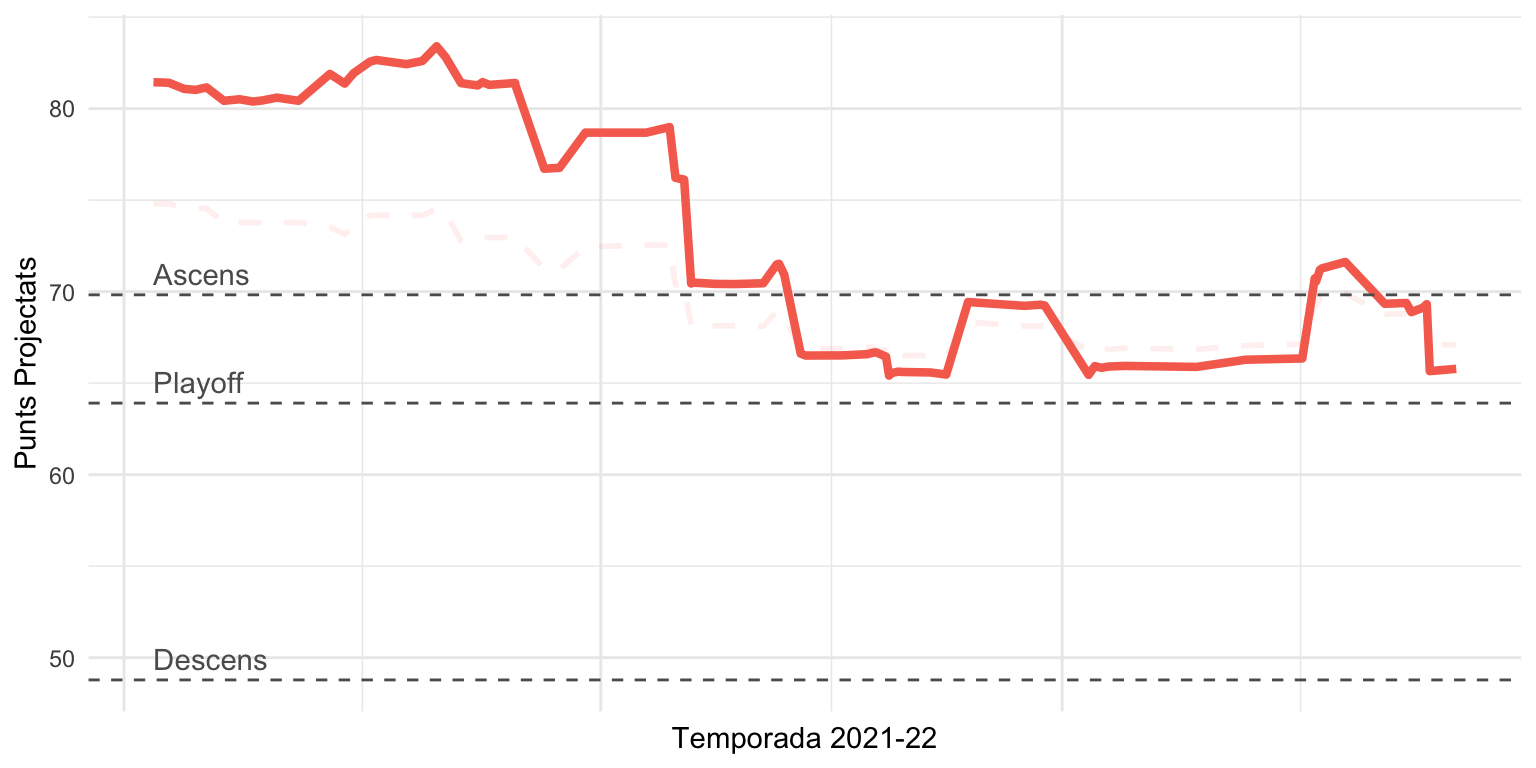 80
70
60
50
Punts Projectats
Ascens
Playoff
Descens
Temporada 2021-22